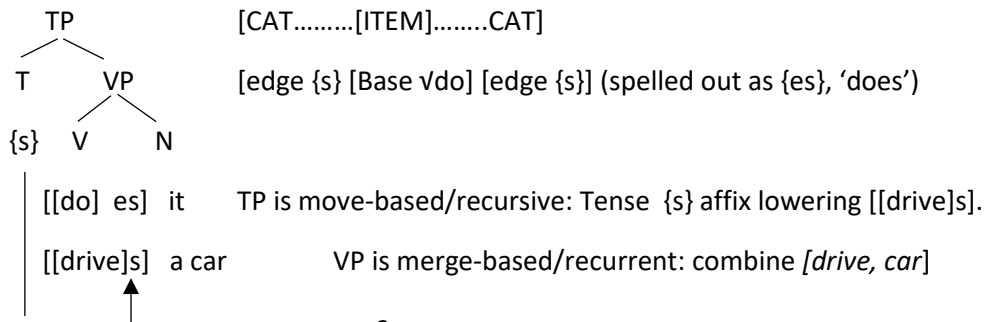 TP [CAT………[ITEM]……..CAT]
T VP [edge {s} [Base √do] [edge {s}] (spelled out as {es}, ‘does’)
{s} V N
[[do] es] it TP is move-based/recursive: Tense {s} affix lowering [[drive]s].
[[drive]s] a car VP is merge-based/recurrent: combine [drive, car]